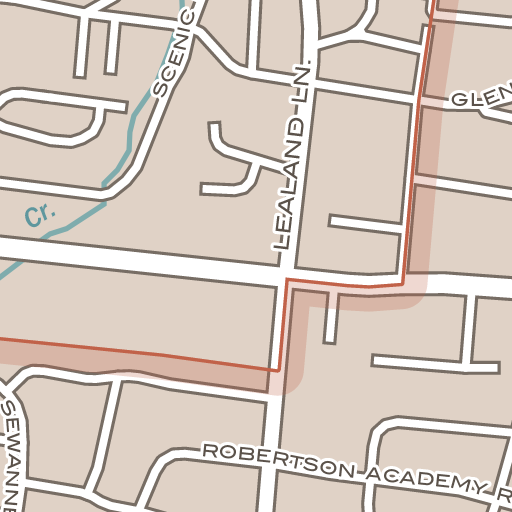 SCENIC
GLEN
LEALAND LN.
Cr.
SEWANNE
ROBERTSON ACADEMY R